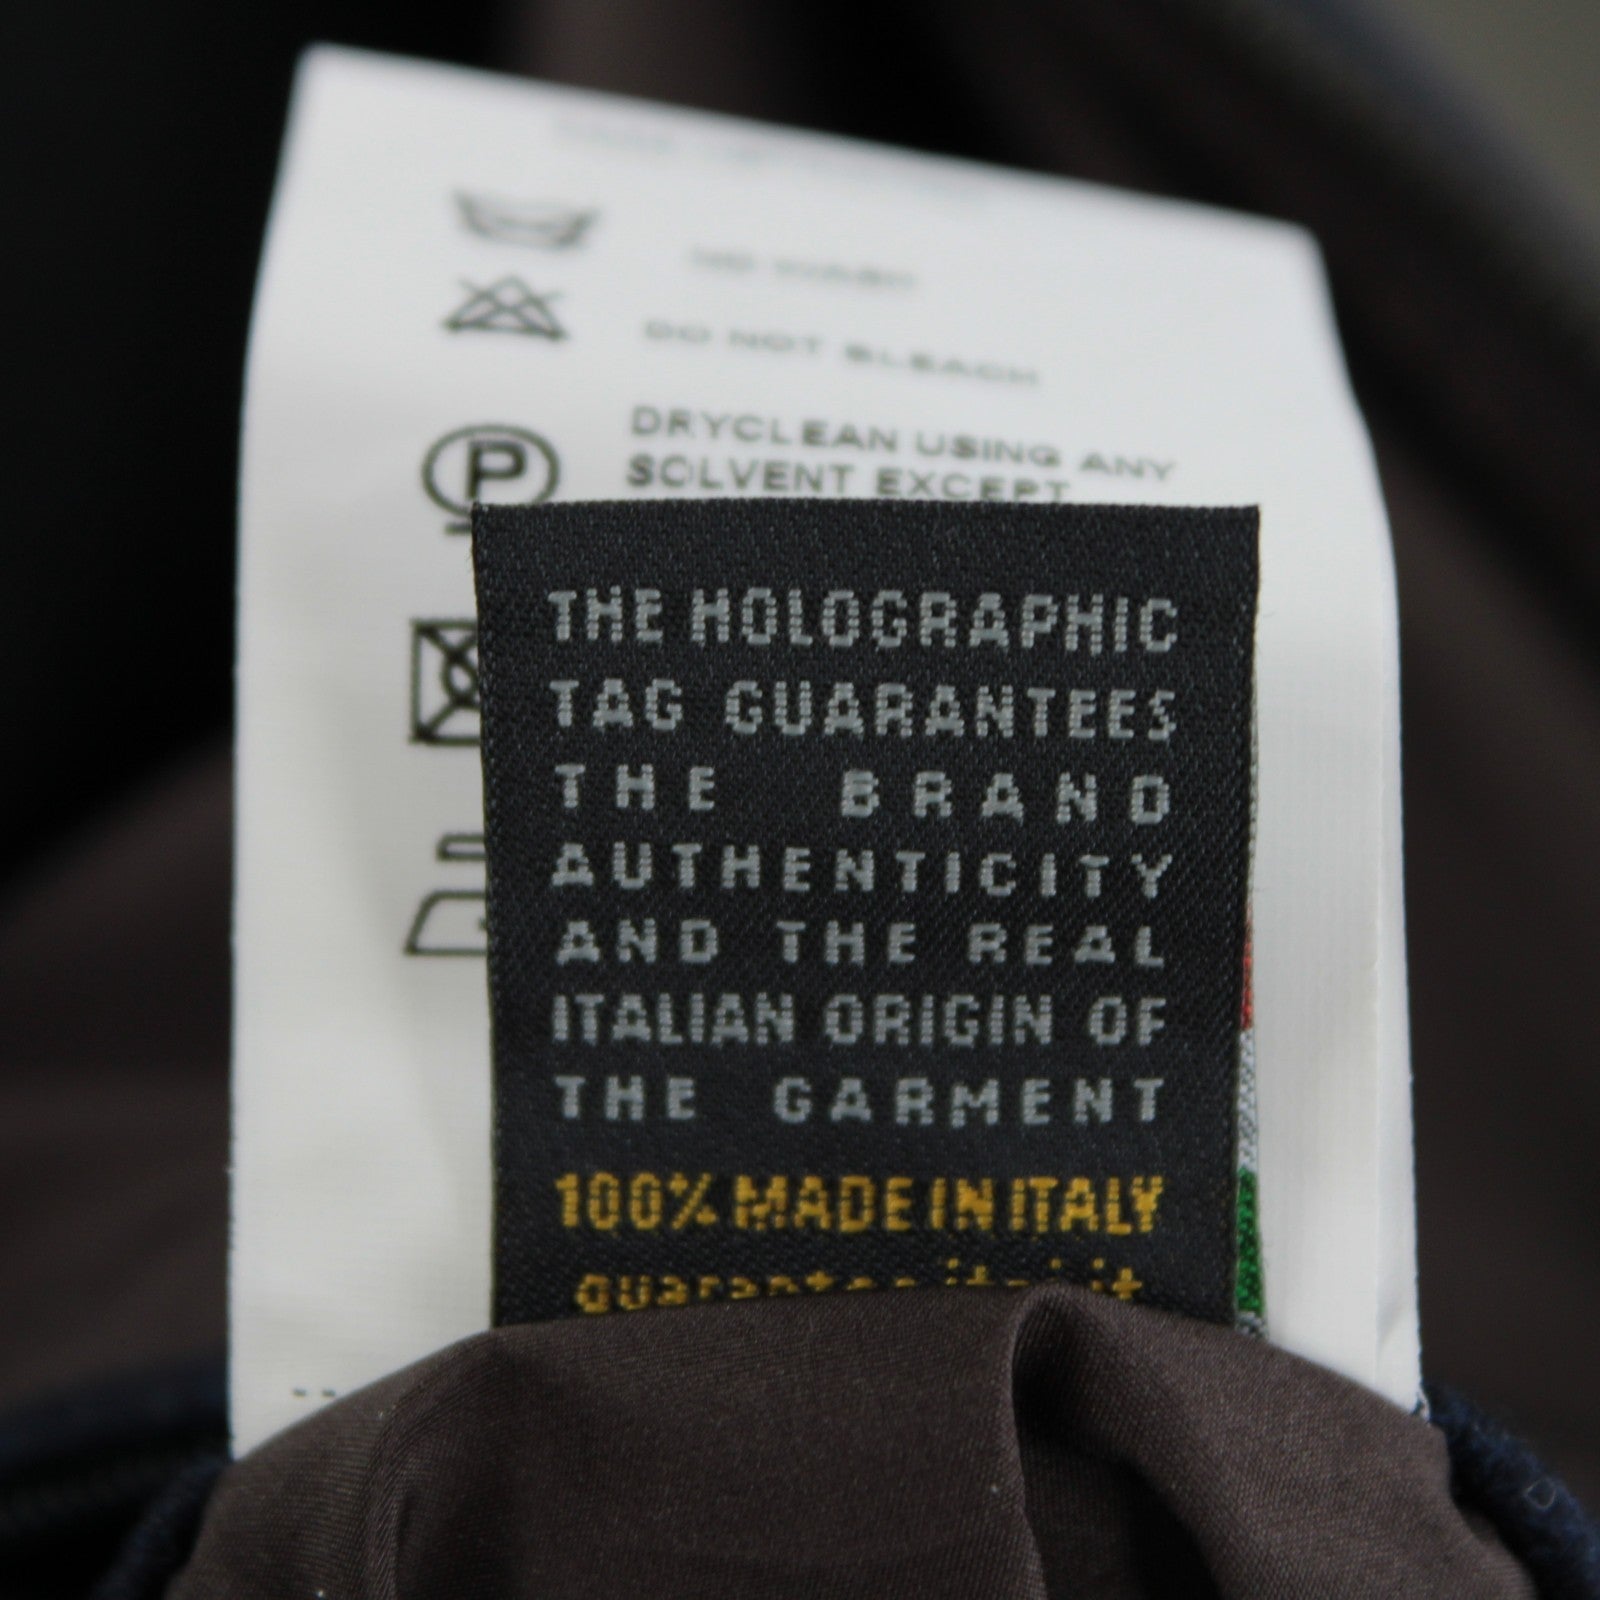 DO NOT BLEACH
DRYCLEAN USING ANY
P SOLVENT EXCEPT
THE HOLOGRAPHIC
TAG GUARANTEES
THE BRAND
AUTHENTICITY
AND THE REAL
ITALIAN ORIGIN OF
THE GARMENT
100% MADE IN ITALY